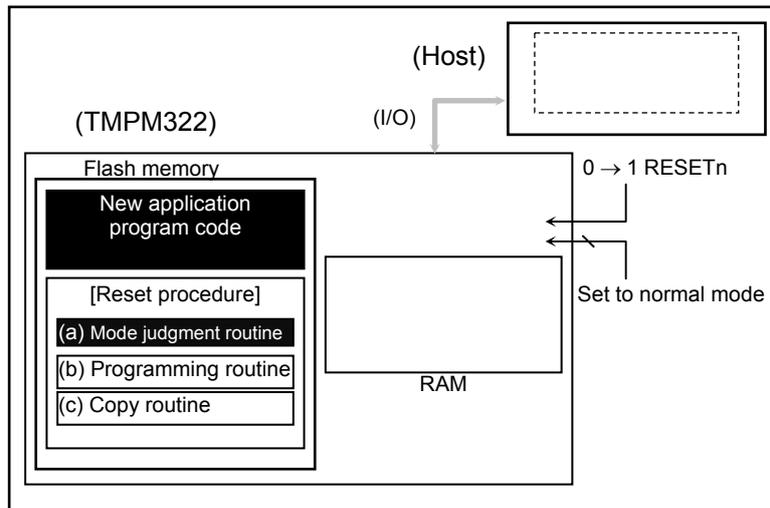 (Host)
(I/O)
(TMPM322)
Flash memory
New application
program code
[Reset procedure]
(a) Mode judgment routine
(b) Programming routine
(c) Copy routine
RAM
0 → 1 RESETn
Set to normal mode